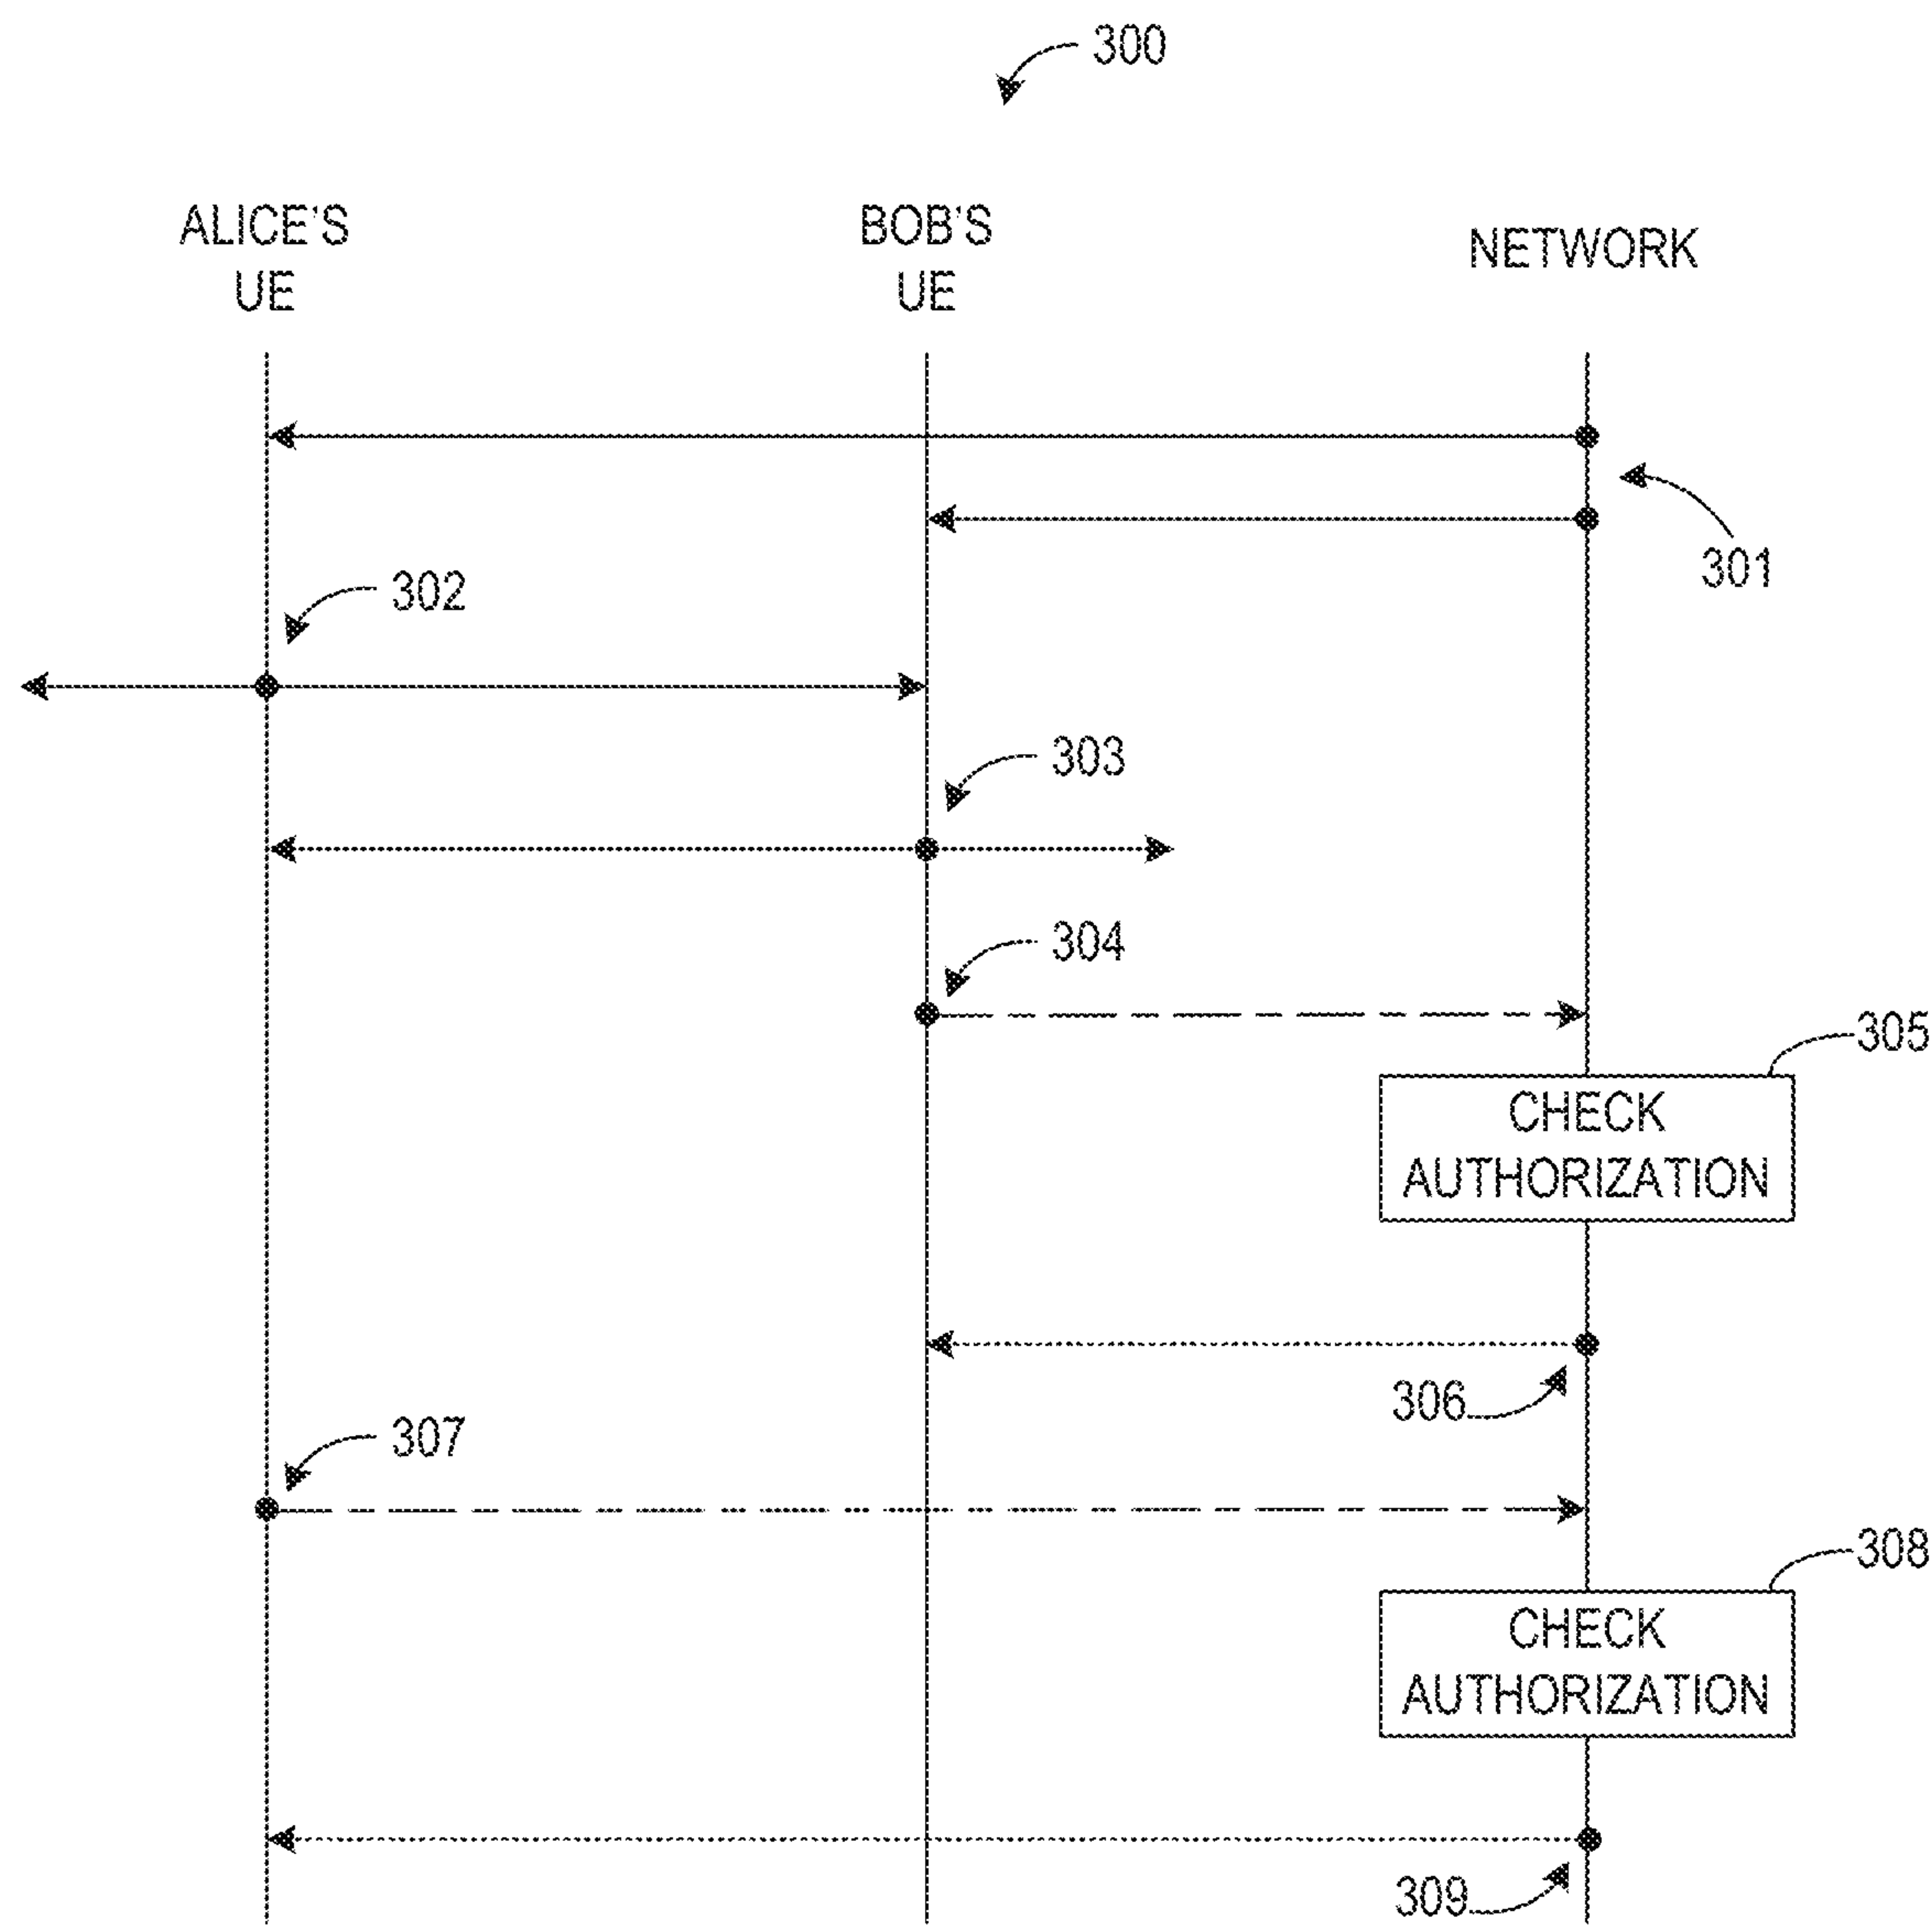 300
ALICE'S
UE
BOB'S
UE
NETWORK
301
302
303
304
305
CHECK
AUTHORIZATION
306
307
308
CHECK
AUTHORIZATION
309